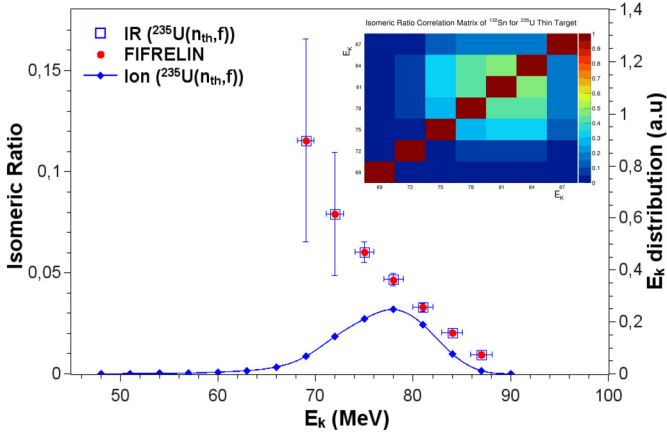 IR (²³⁵U(nₜₕ,f))
FIFRELIN
Ion (²³⁵U(nₜₕ,f))
Isomeric Ratio Correlation Matrix of ¹³²Sn for ²³⁵U Thin Target
Eₖ
87
84
81
78
75
72
69
69 72 75 78 81 84 87
Eₖ
1
0.9
0.8
0.7
0.6
0.5
0.4
0.3
0.2
0.1
0
Isomeric Ratio
0,15
0,1
0,05
0
1,4
1,2
1
0,8
0,6
0,4
0,2
0
Eₖ distribution (a.u)
50 60 70 80 90 100
Eₖ (MeV)